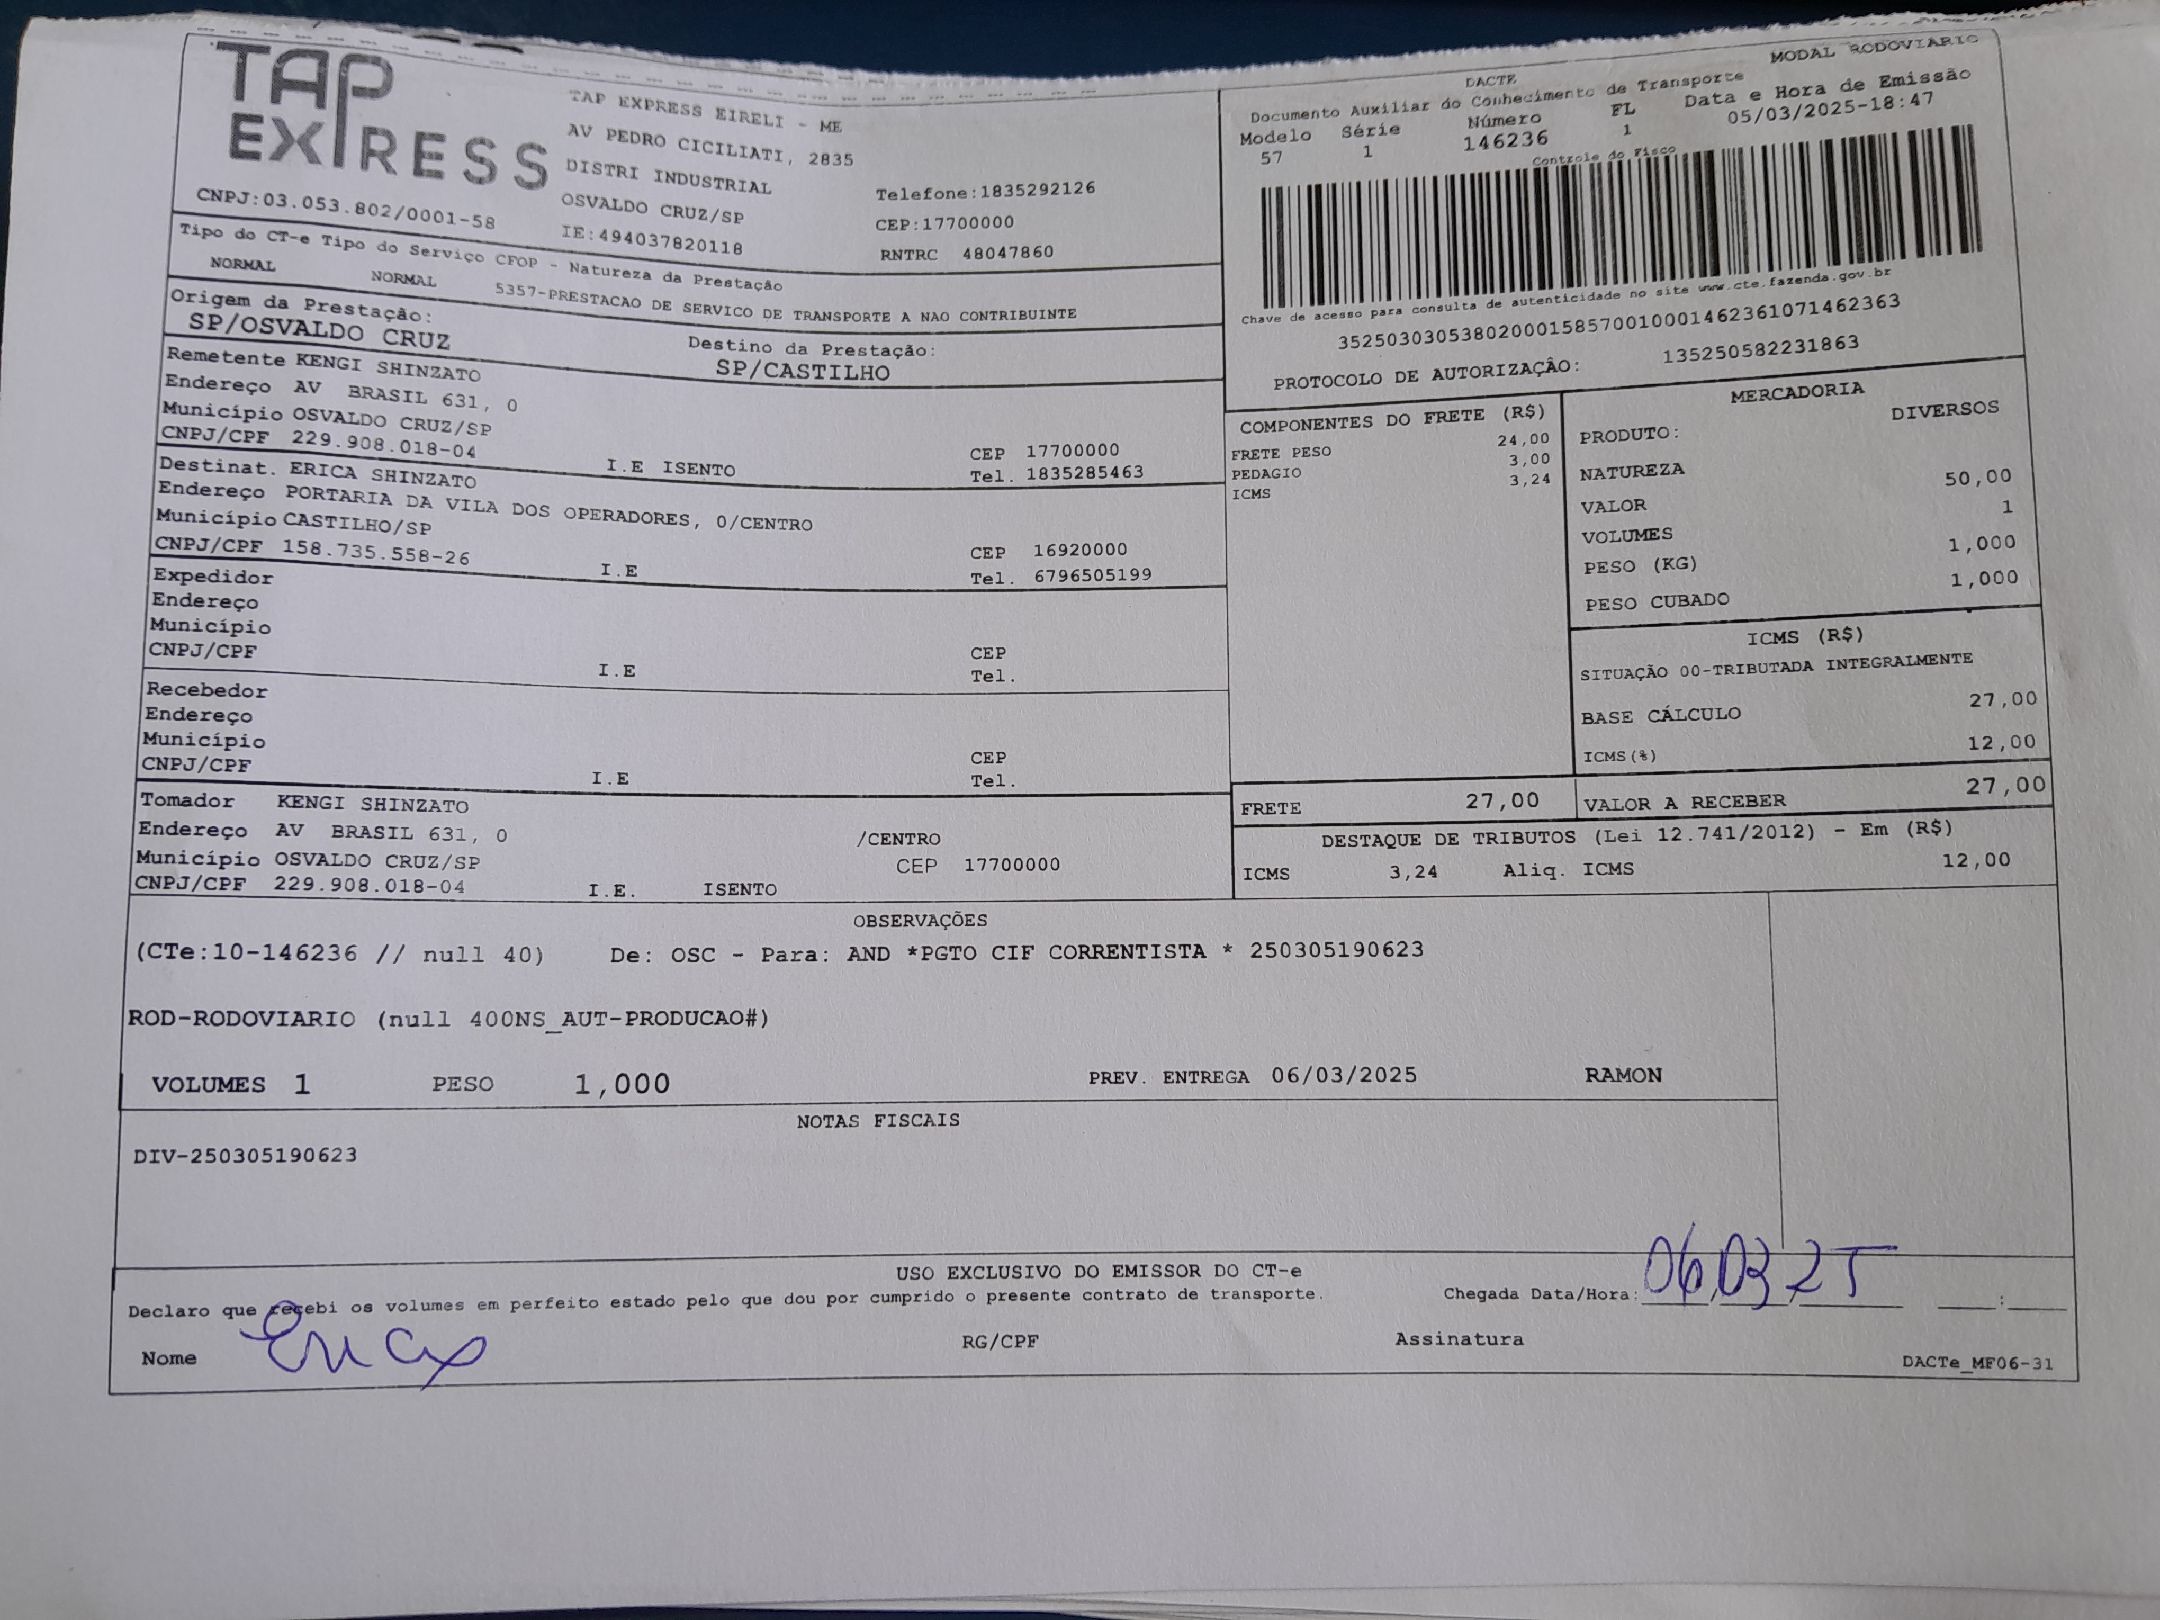 TAP
EXPRESS
CNPJ:03.053.802/0001-58
TAP EXPRESS EIRELI - ME
AV PEDRO CICILIATI, 2835
DISTRI INDUSTRIAL
OSVALDO CRUZ/SP
IE:494037820118
Telefone:1835292126
CEP:17700000
RNTRC 48047860
MODAL RODOVIARIO
DACTE
Documento Auxiliar do Conhecimento de Transporte
Modelo Série Número FL Data e Hora de Emissão
57 1 146236 1 05/03/2025-18:47
Controle do Fisco
Chave de acesso para consulta de autenticidade no site www.cte.fazenda.gov.br
35250303053802000158570010001462361071462363
PROTOCOLO DE AUTORIZAÇÃO: 135250582231863
Tipo do CT-e Tipo do Serviço CFOP - Natureza da Prestação
NORMAL NORMAL 5357-PRESTACAO DE SERVICO DE TRANSPORTE A NAO CONTRIBUINTE
Origem da Prestação: Destino da Prestação:
SP/OSVALDO CRUZ SP/CASTILHO
Remetente KENGI SHINZATO
Endereço AV BRASIL 631, 0
Município OSVALDO CRUZ/SP CEP 17700000
CNPJ/CPF 229.908.018-04 I.E ISENTO Tel. 1835285463
Destinat. ERICA SHINZATO
Endereço PORTARIA DA VILA DOS OPERADORES, 0/CENTRO
Município CASTILHO/SP CEP 16920000
CNPJ/CPF 158.735.558-26 I.E Tel. 6796505199
Expedidor
Endereço
Município CEP
CNPJ/CPF I.E Tel.
Recebedor
Endereço
Município CEP
CNPJ/CPF I.E Tel.
Tomador KENGI SHINZATO
Endereço AV BRASIL 631, 0 /CENTRO
Município OSVALDO CRUZ/SP CEP 17700000
CNPJ/CPF 229.908.018-04 I.E. ISENTO
COMPONENTES DO FRETE (R$)
FRETE PESO 24,00
PEDAGIO 3,00
ICMS 3,24
MERCADORIA
PRODUTO: DIVERSOS
NATUREZA
VALOR 50,00
VOLUMES 1
PESO (KG) 1,000
PESO CUBADO 1,000
ICMS (R$)
SITUAÇÃO 00-TRIBUTADA INTEGRALMENTE
BASE CÁLCULO 27,00
ICMS(%) 12,00
FRETE 27,00 VALOR A RECEBER 27,00
DESTAQUE DE TRIBUTOS (Lei 12.741/2012) - Em (R$)
ICMS 3,24 Aliq. ICMS 12,00
OBSERVAÇÕES
(CTe:10-146236 // null 40) De: OSC - Para: AND *PGTO CIF CORRENTISTA * 250305190623
ROD-RODOVIARIO (null 400NS_AUT-PRODUCAO#)
VOLUMES 1 PESO 1,000 PREV. ENTREGA 06/03/2025 RAMON
NOTAS FISCAIS
DIV-250305190623
USO EXCLUSIVO DO EMISSOR DO CT-e
Declaro que recebi os volumes em perfeito estado pelo que dou por cumprido o presente contrato de transporte. Chegada Data/Hora: 06/03/25 :
Nome Erica RG/CPF Assinatura
DACTe_MF06-31